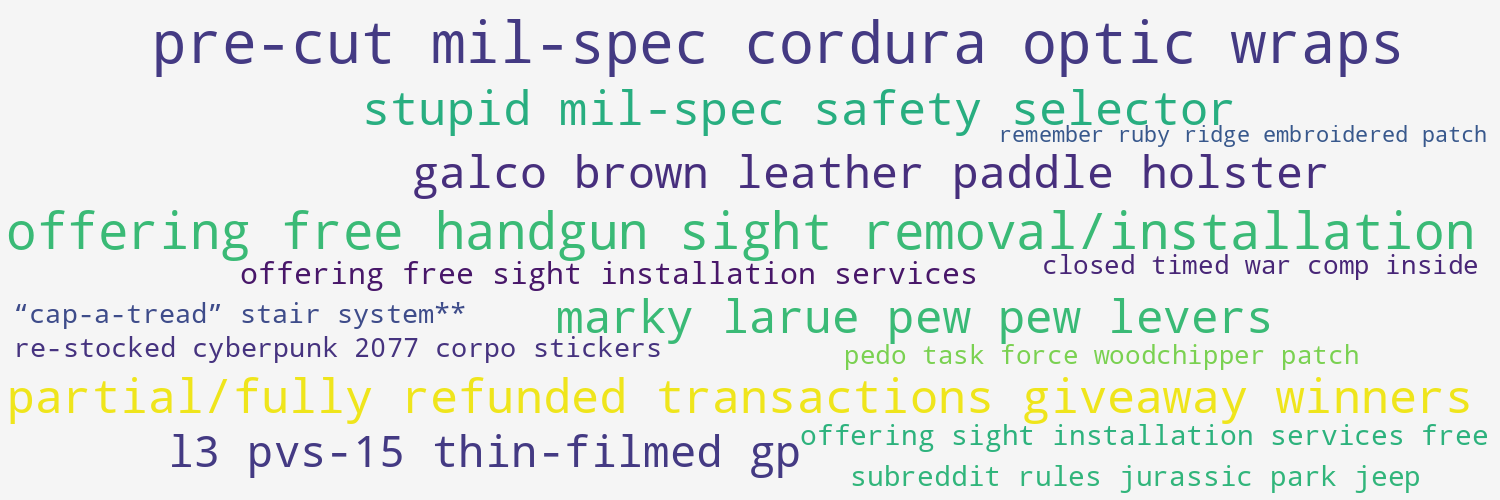 pre-cut mil-spec cordura optic wraps
stupid mil-spec safety selector
remember ruby ridge embroidered patch
galco brown leather paddle holster
offering free handgun sight removal/installation
offering free sight installation services
closed timed war comp inside
“cap-a-tread” stair system**
marky larue pew pew levers
re-stocked cyberpunk 2077 corpo stickers
pedo task force woodchipper patch
partial/fully refunded transactions giveaway winners
l3 pvs-15 thin-filmed gp
offering sight installation services free
subreddit rules jurassic park jeep